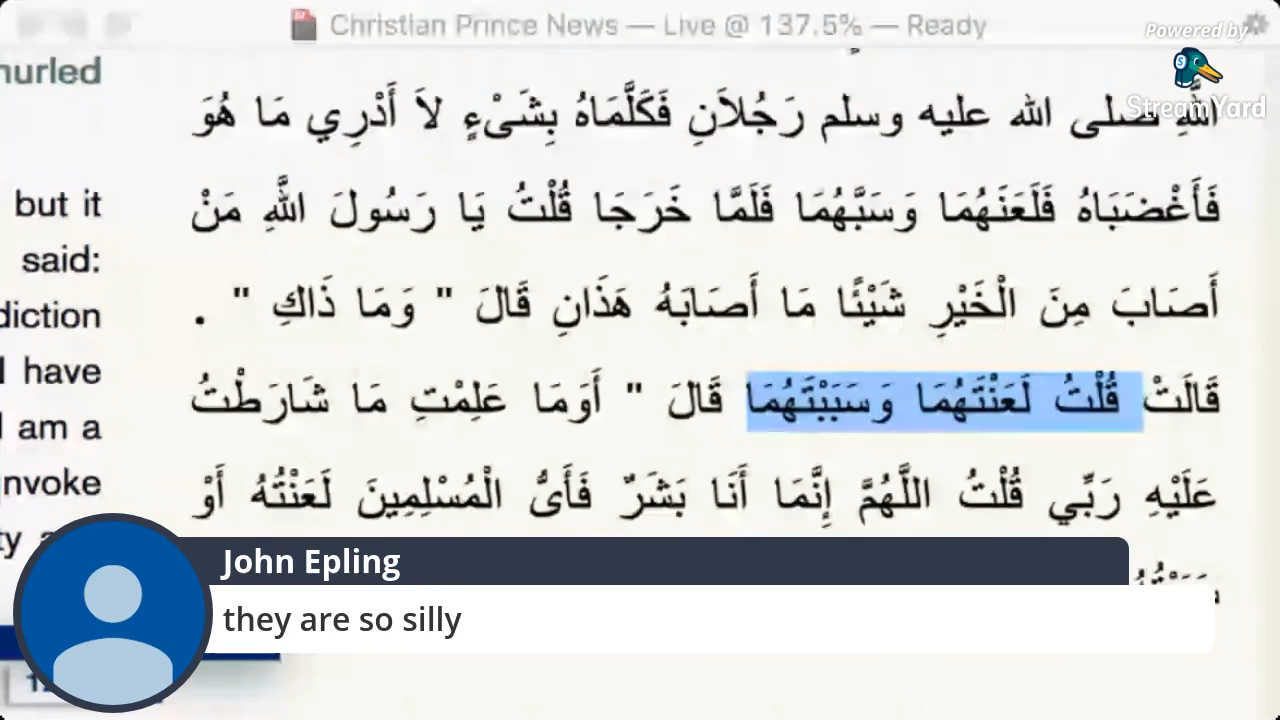 Christian Prince News — Live @ 137.5% — Ready
Powered by
StreamYard
hurled
but it
said:
diction
I have
I am a
invoke
اللَّهِ صلى الله عليه وسلم رَجُلاَنِ فَكَلَّمَاهُ بِشَىْءٍ لاَ أَدْرِي مَا هُوَ
فَأَغْضَبَاهُ فَلَعَنَهُمَا وَسَبَّهُمَا فَلَمَّا خَرَجَا قُلْتُ يَا رَسُولَ اللَّهِ مَنْ
أَصَابَ مِنَ الْخَيْرِ شَيْئًا مَا أَصَابَهُ هَذَانِ قَالَ " وَمَا ذَاكِ " .
قَالَتْ قُلْتُ لَعَنْتَهُمَا وَسَبَبْتَهُمَا قَالَ " أَوَمَا عَلِمْتِ مَا شَارَطْتُ
عَلَيْهِ رَبِّي قُلْتُ اللَّهُمَّ إِنَّمَا أَنَا بَشَرٌ فَأَىُّ الْمُسْلِمِينَ لَعَنْتُهُ أَوْ
John Epling
they are so silly